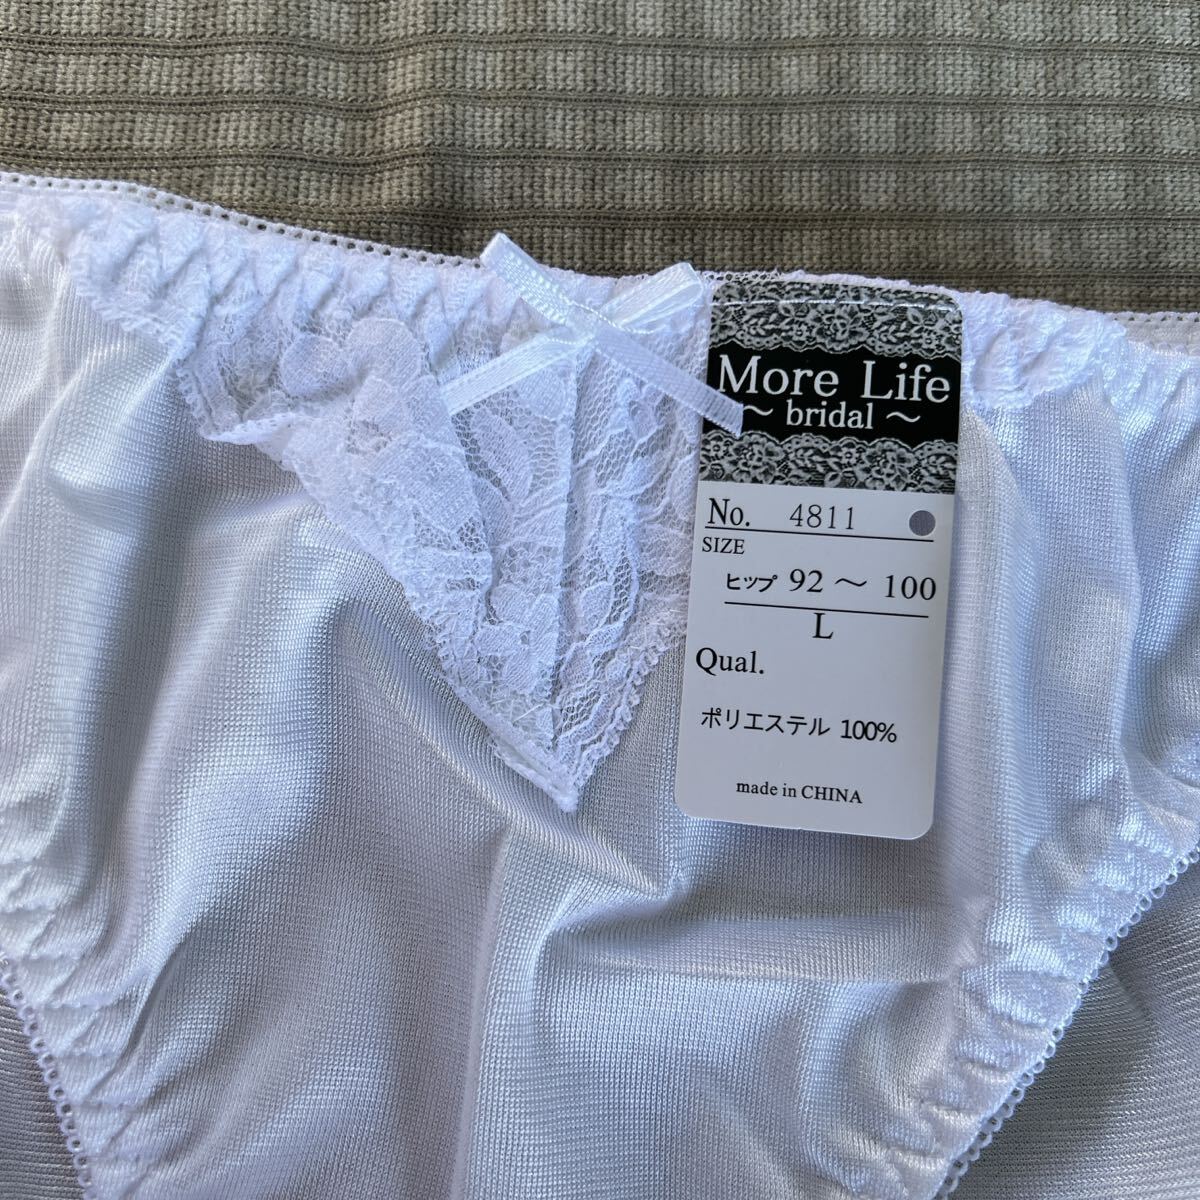 More Life
～ bridal ～
No. 4811
SIZE
ヒップ 92 ～ 100
L
Qual.
ポリエステル 100%
made in CHINA